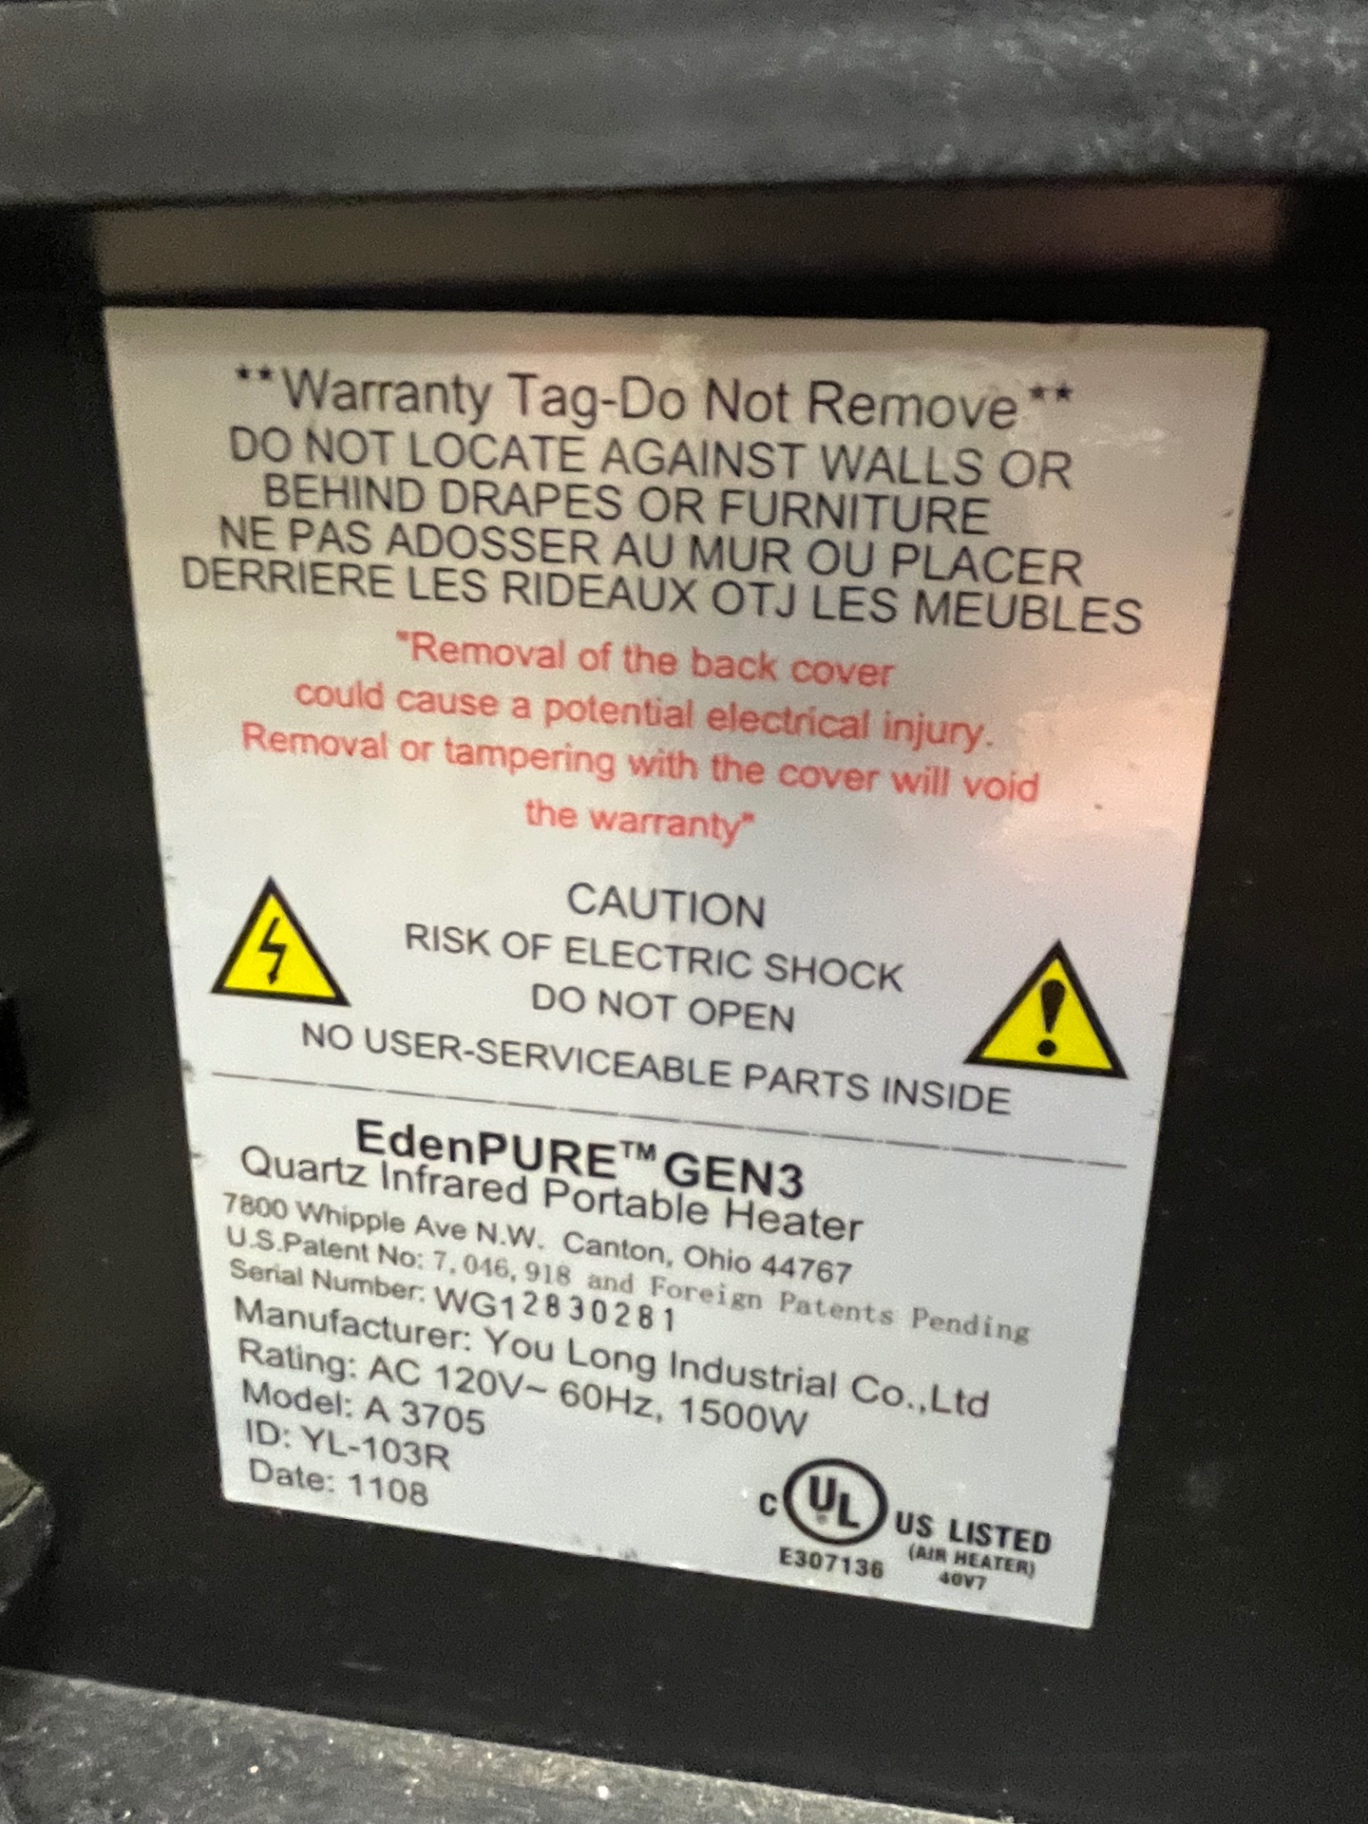 **Warranty Tag-Do Not Remove**
DO NOT LOCATE AGAINST WALLS OR
BEHIND DRAPES OR FURNITURE
NE PAS ADOSSER AU MUR OU PLACER
DERRIERE LES RIDEAUX OTJ LES MEUBLES
"Removal of the back cover
could cause a potential electrical injury.
Removal or tampering with the cover will void
the warranty"
CAUTION
RISK OF ELECTRIC SHOCK
DO NOT OPEN
NO USER-SERVICEABLE PARTS INSIDE
EdenPURE™ GEN3
Quartz Infrared Portable Heater
7800 Whipple Ave N.W. Canton, Ohio 44767
U.S.Patent No: 7,046,918 and Foreign Patents Pending
Serial Number: WG12830281
Manufacturer: You Long Industrial Co.,Ltd
Rating: AC 120V~ 60Hz, 1500W
Model: A 3705
ID: YL-103R
Date: 1108
C UL US LISTED
(AIR HEATER)
E307136
40V7